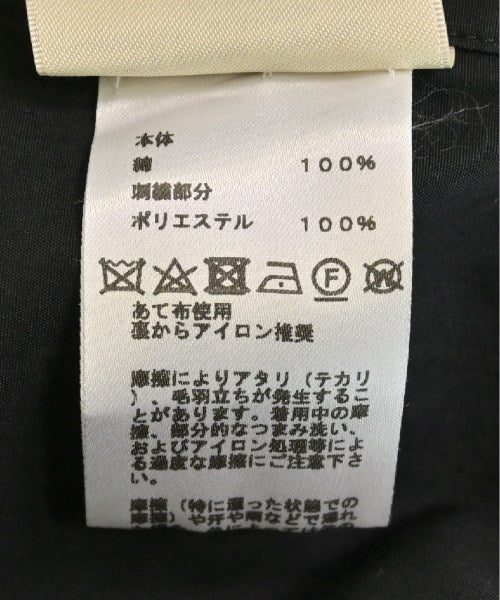 本体
綿 100%
刺繍部分
ポリエステル 100%
F W
あて布使用
裏からアイロン推奨
摩擦によりアタリ(テカリ
)、毛羽立ちが発生するこ
とがあります。着用中の摩
擦、部分的なつまみ洗い、
およびアイロン処理等によ
る過度な摩擦にご注意下さ
い。
摩擦(特に湿った状態での
摩擦)や汗や雨などで濡れ